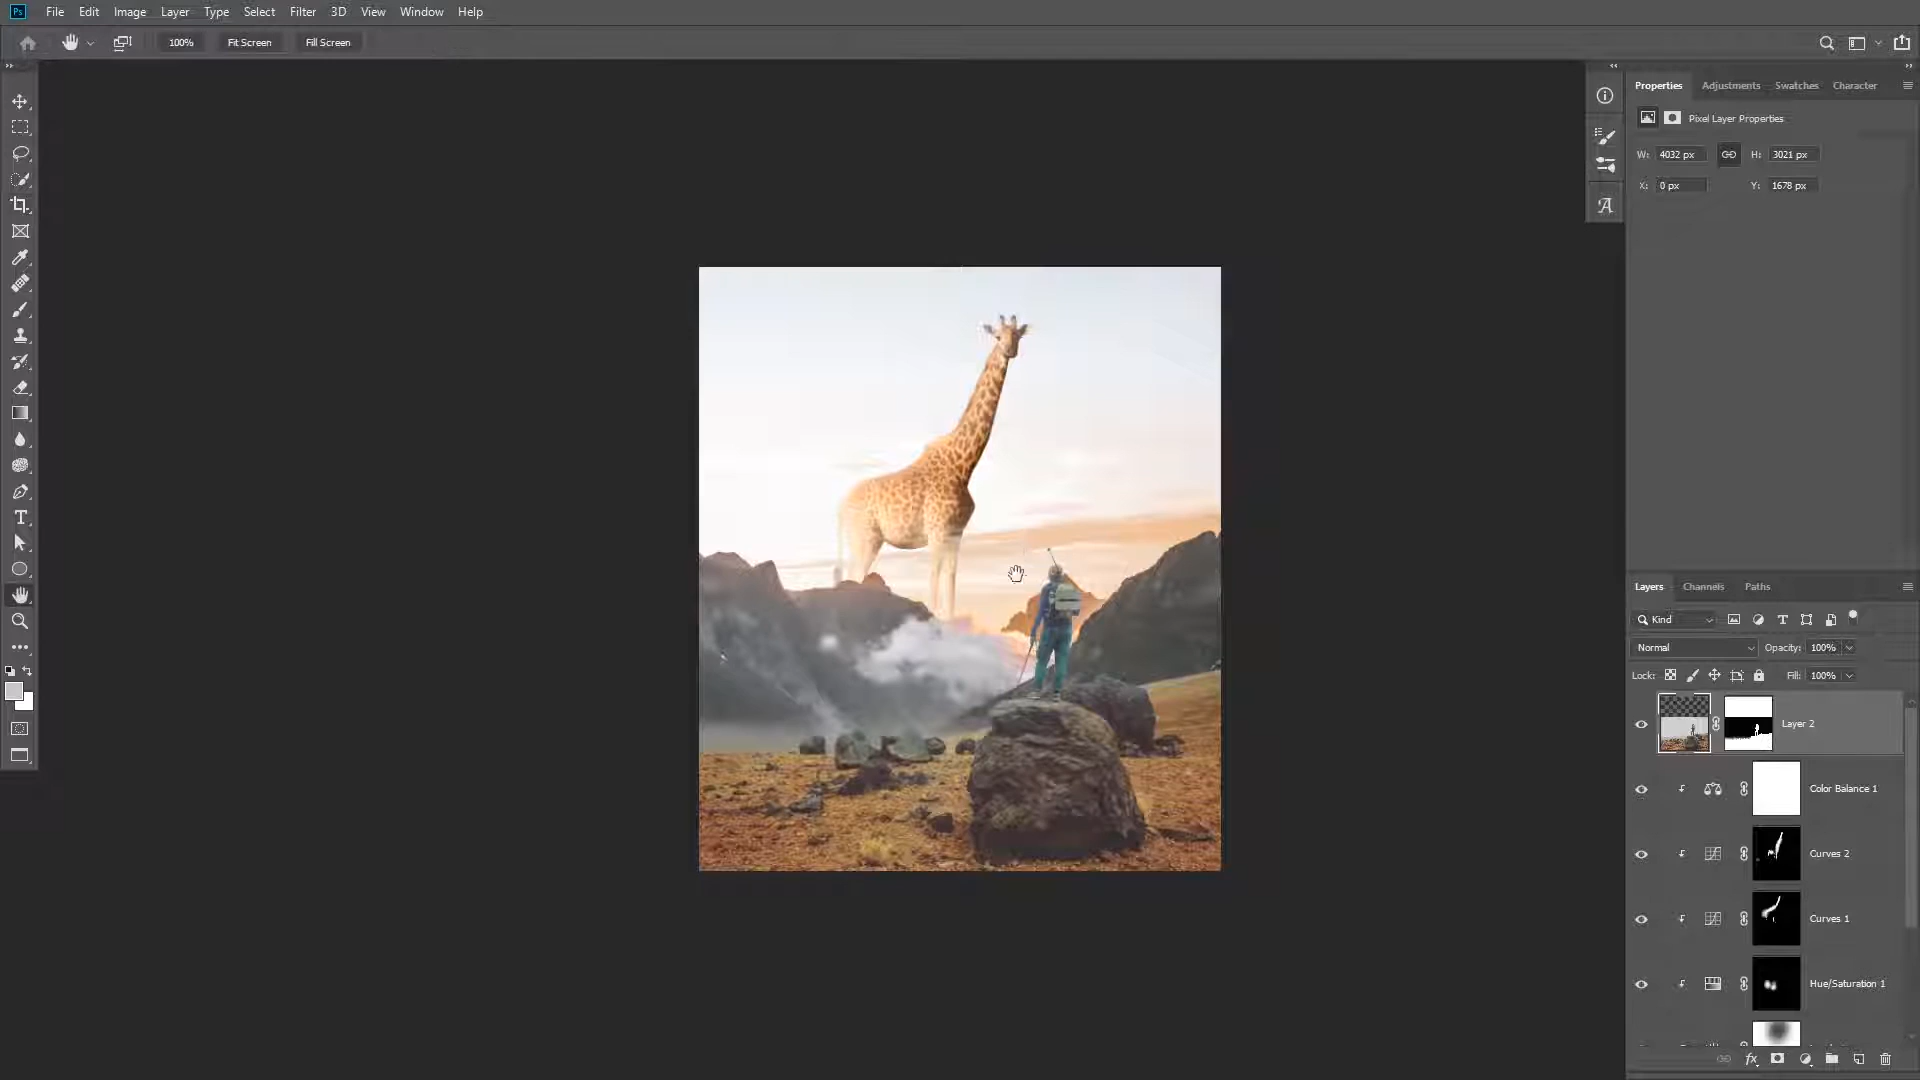 Ps File Edit Image Layer Type Select Filter 3D View Window Help
100% Fit Screen Fill Screen
Properties Adjustments Swatches Character
Pixel Layer Properties
W: 4032 px H: 3021 px
X: 0 px Y: 1678 px
Layers Channels Paths
Kind
Normal Opacity: 100%
Lock: Fill: 100%
Layer 2
Color Balance 1
Curves 2
Curves 1
Hue/Saturation 1